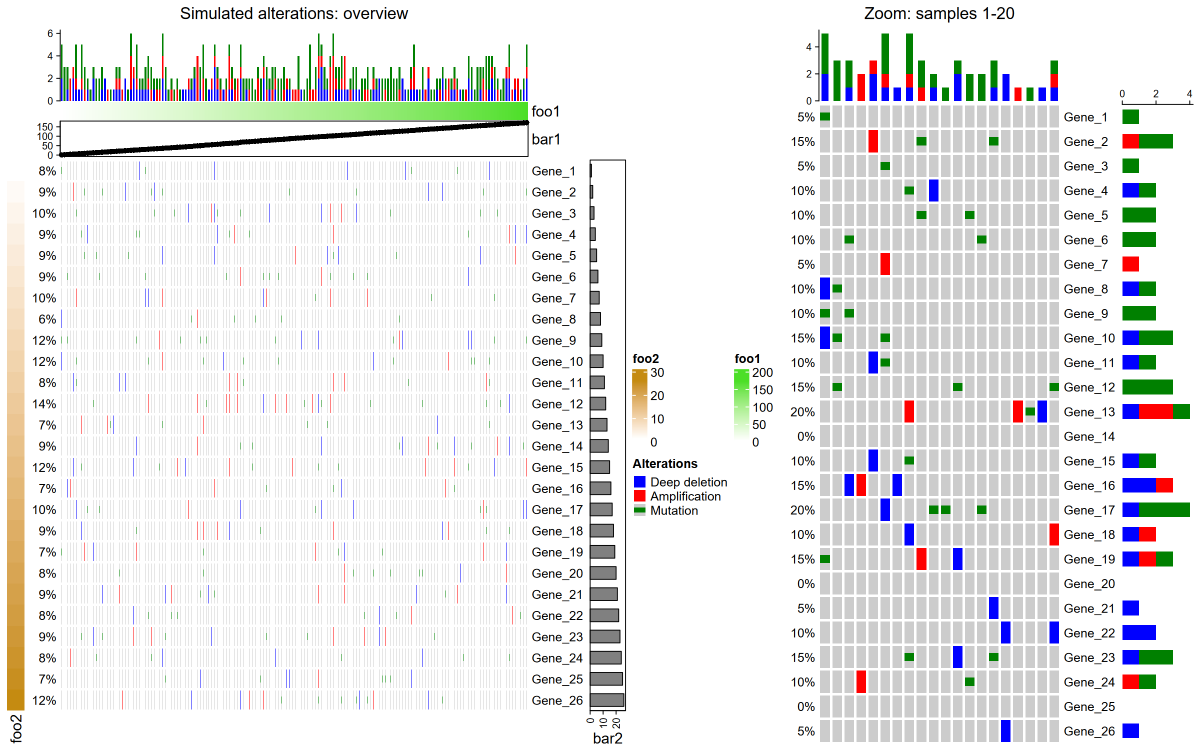 Simulated alterations: overview
6
4
2
0
foo1
150
100
50
0
bar1
8% Gene_1
9% Gene_2
10% Gene_3
9% Gene_4
9% Gene_5
9% Gene_6
10% Gene_7
6% Gene_8
12% Gene_9
12% Gene_10
8% Gene_11
14% Gene_12
7% Gene_13
9% Gene_14
12% Gene_15
7% Gene_16
10% Gene_17
9% Gene_18
7% Gene_19
8% Gene_20
9% Gene_21
8% Gene_22
9% Gene_23
8% Gene_24
7% Gene_25
12% Gene_26
foo2
0 10 20
bar2
foo2
30
20
10
0
foo1
200
150
100
50
0
Alterations
Deep deletion
Amplification
Mutation
Zoom: samples 1-20
4
2
0
0 2 4
5% Gene_1
15% Gene_2
5% Gene_3
10% Gene_4
10% Gene_5
10% Gene_6
5% Gene_7
10% Gene_8
10% Gene_9
15% Gene_10
10% Gene_11
15% Gene_12
20% Gene_13
0% Gene_14
10% Gene_15
15% Gene_16
20% Gene_17
10% Gene_18
15% Gene_19
0% Gene_20
5% Gene_21
10% Gene_22
15% Gene_23
10% Gene_24
0% Gene_25
5% Gene_26